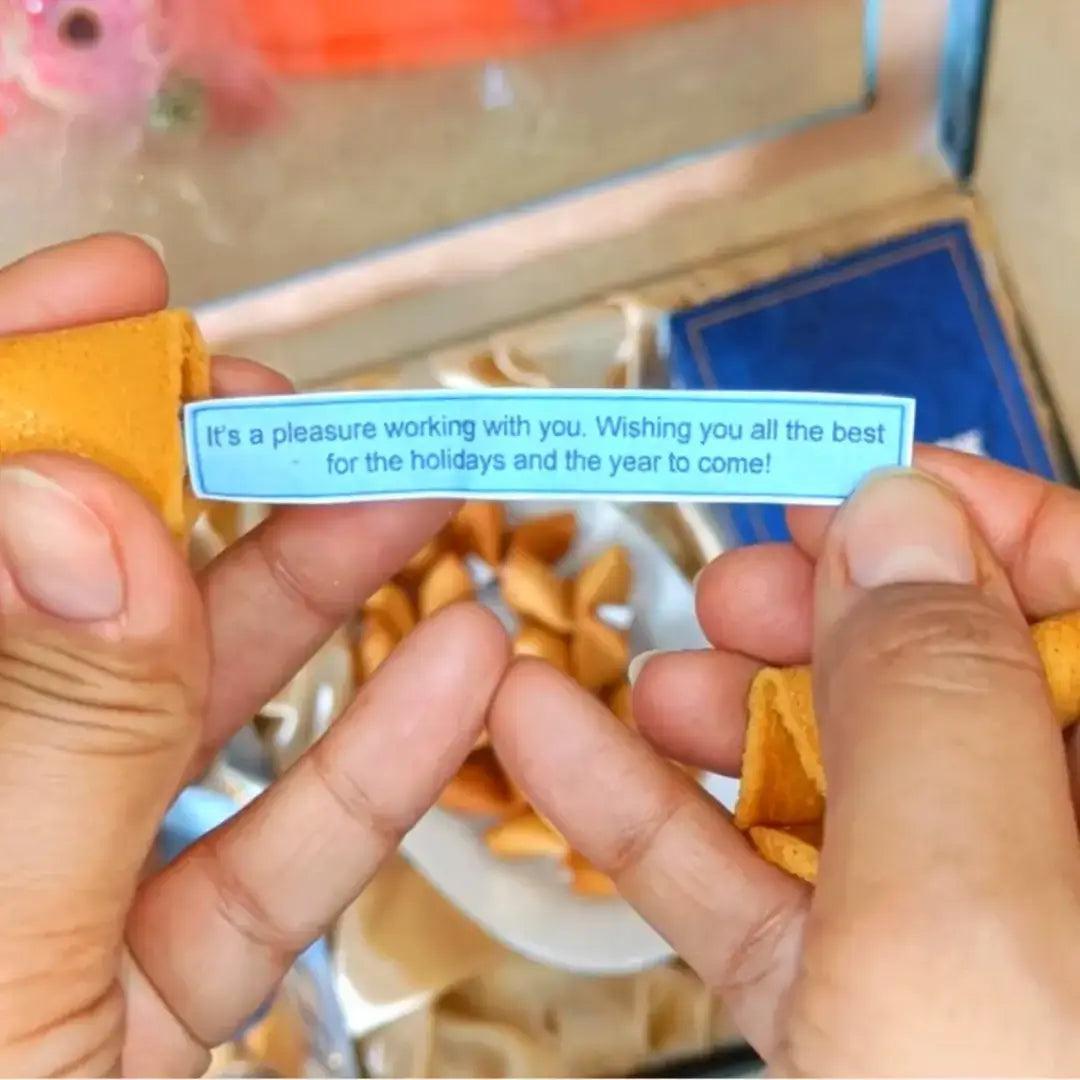 It's a pleasure working with you. Wishing you all the best
for the holidays and the year to come!